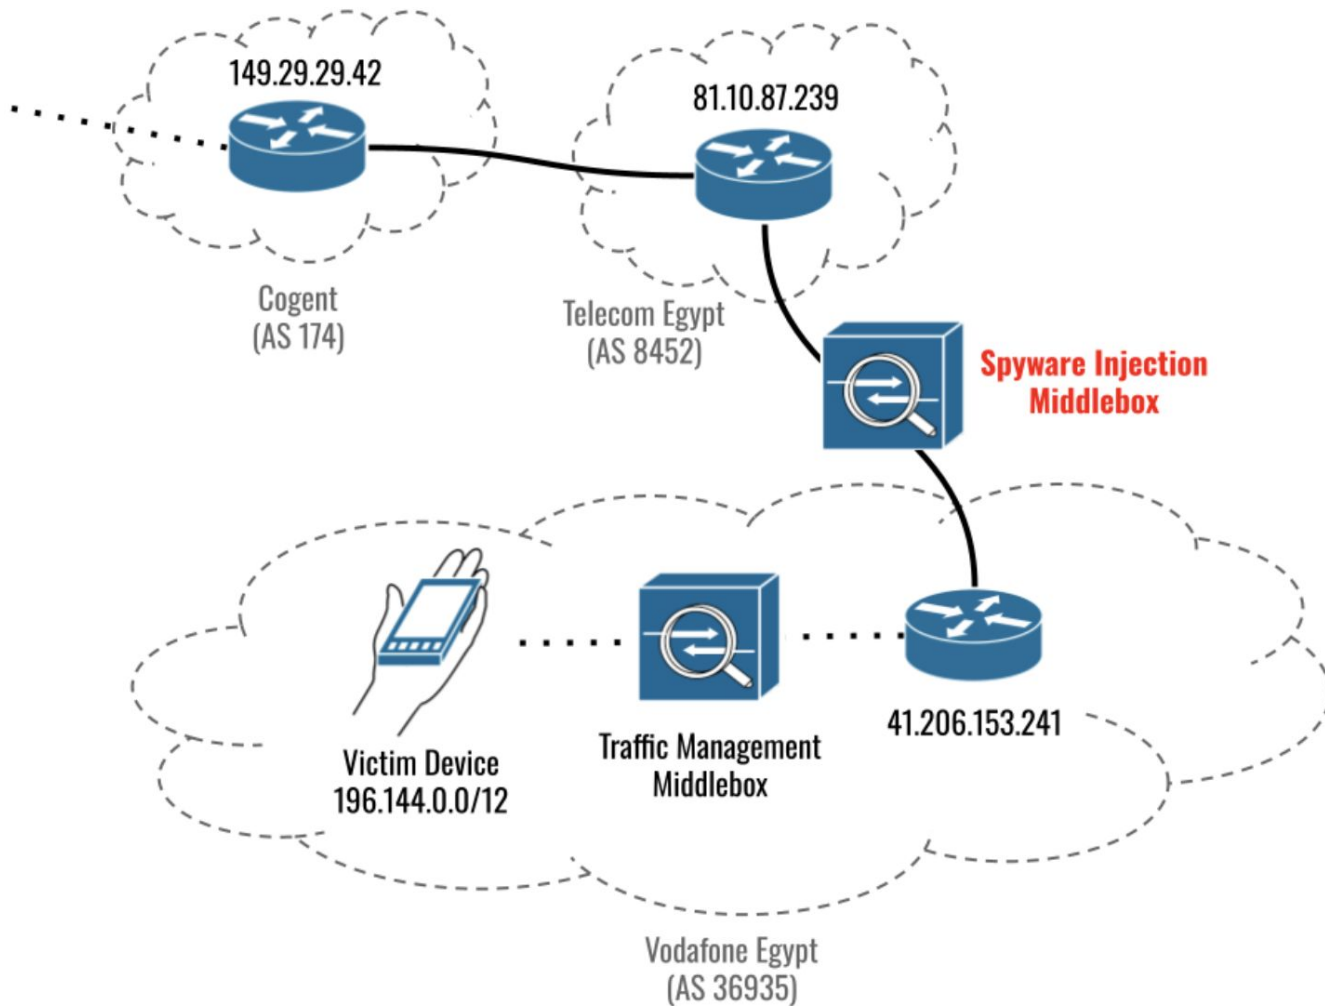 149.29.29.42
81.10.87.239
Cogent
(AS 174)
Telecom Egypt
(AS 8452)
Spyware Injection
Middlebox
41.206.153.241
Traffic Management
Middlebox
Victim Device
196.144.0.0/12
Vodafone Egypt
(AS 36935)